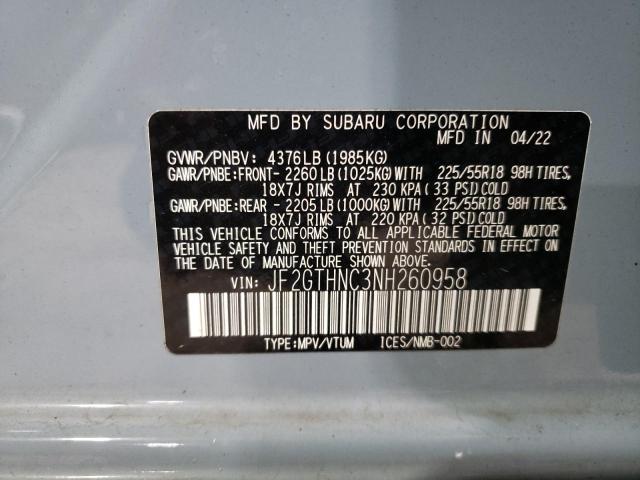 MFD BY SUBARU CORPORATION
MFD IN 04/22
GVWR/PNBV: 4376LB (1985KG)
GAWR/PNBE:FRONT- 2260LB (1025KG)WITH 225/55R18 98H TIRES,
18X7J RIMS AT 230 KPA ( 33 PSI) COLD
GAWR/PNBE:REAR - 2205LB (1000KG)WITH 225/55R18 98H TIRES,
18X7J RIMS AT 220 KPA ( 32 PSI) COLD
THIS VEHICLE CONFORMS TO ALL APPLICABLE FEDERAL MOTOR
VEHICLE SAFETY AND THEFT PREVENTION STANDARDS IN EFFECT ON
THE DATE OF MANUFACTURE SHOWN ABOVE.
VIN: JF2GTHNC3NH260958
TYPE:MPV/VTUM ICES/NMB-002